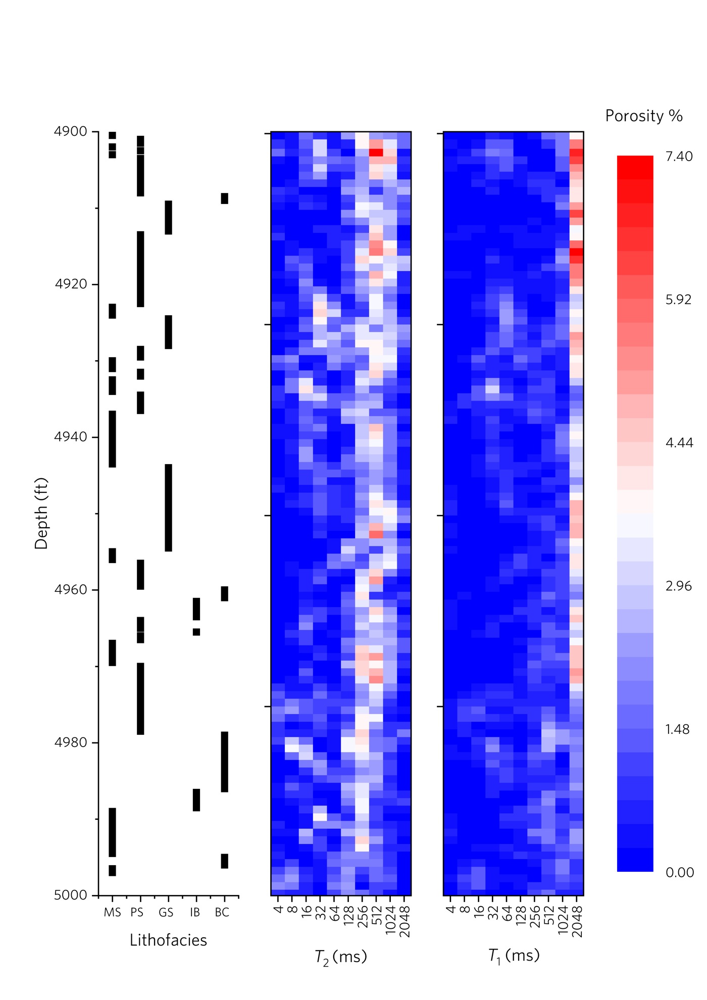 Porosity %
4900
4920
4940
4960
4980
5000
Depth (ft)
MS PS GS IB BC
Lithofacies
4 8 16 32 64 128 256 512 1024 2048
T2 (ms)
4 8 16 32 64 128 256 512 1024 2048
T1 (ms)
7.40
5.92
4.44
2.96
1.48
0.00